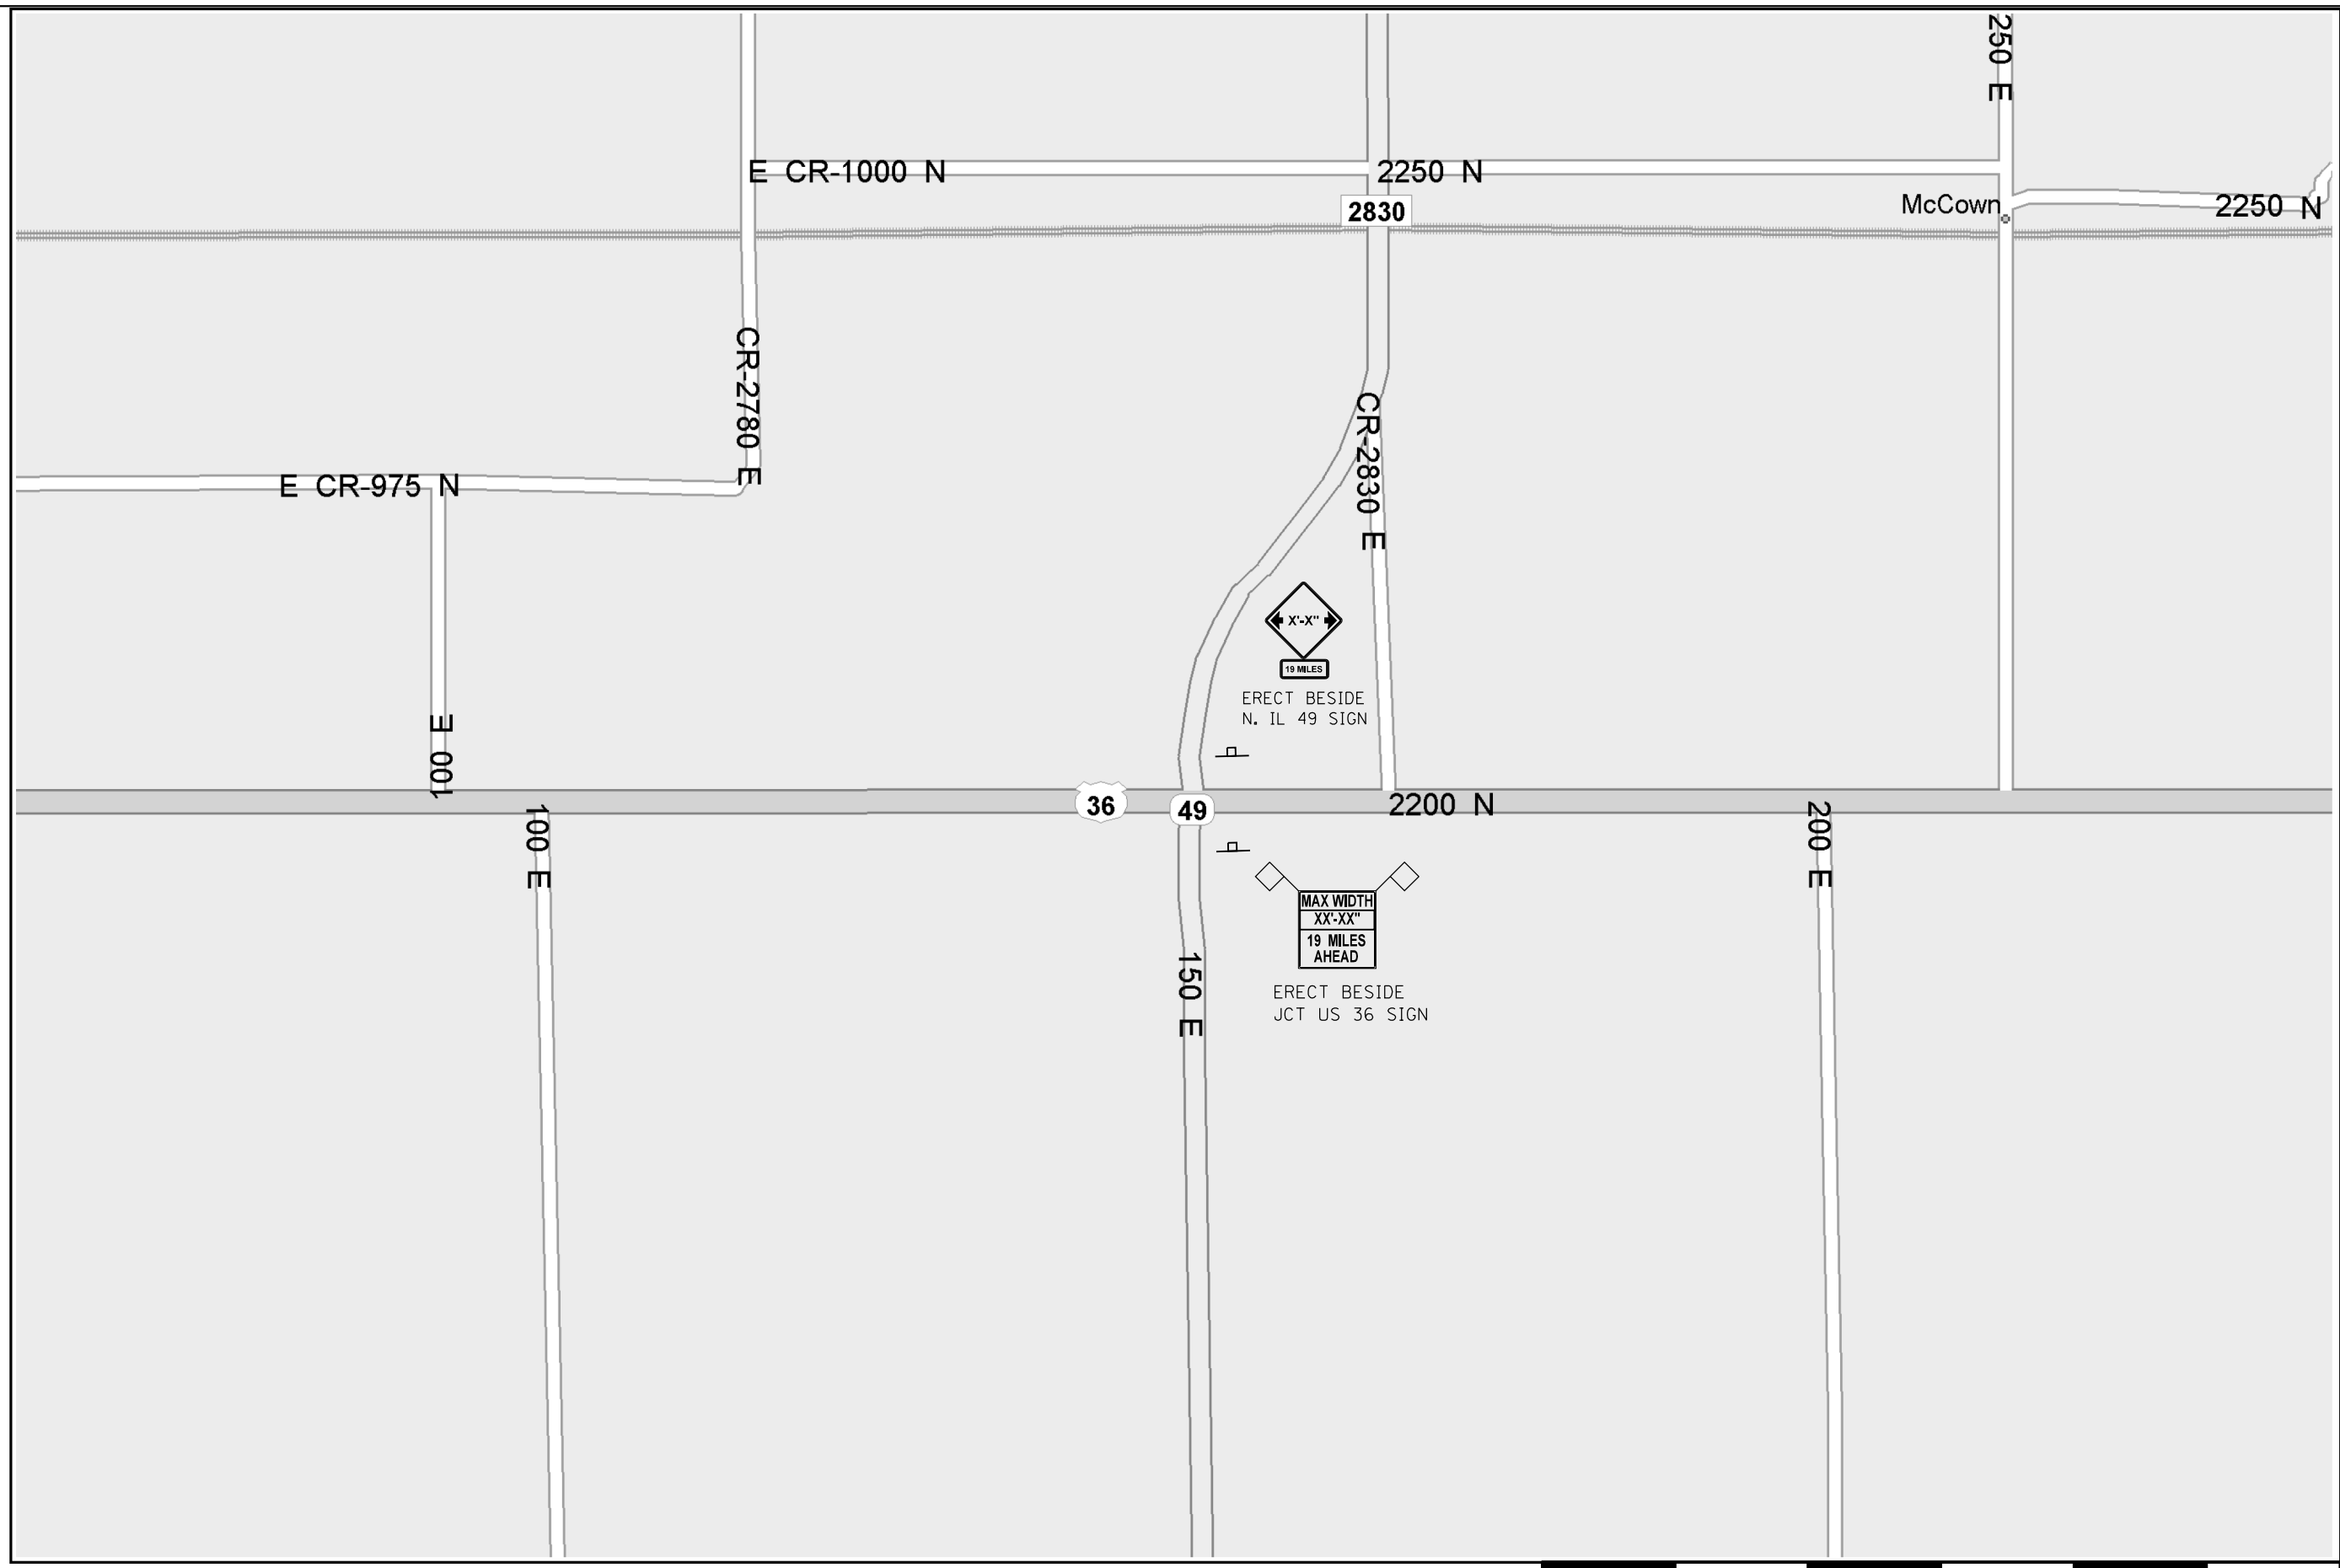 250 E
E CR-1000 N
2250 N
2830
McCown
2250 N
CR-2780 E
CR-2830 E
E CR-975 N
X'-X"
19 MILES
ERECT BESIDE
N. IL 49 SIGN
100 E
36
49
2200 N
100 E
200 E
MAX WIDTH
XX'-XX"
19 MILES
AHEAD
150 E
ERECT BESIDE
JCT US 36 SIGN